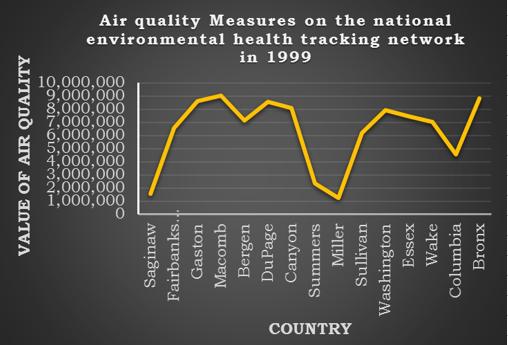 Air quality Measures on the national
environmental health tracking network
in 1999
VALUE OF AIR QUALITY
10,000,000
9,000,000
8,000,000
7,000,000
6,000,000
5,000,000
4,000,000
3,000,000
2,000,000
1,000,000
0
Saginaw
Fairbanks...
Gaston
Macomb
Bergen
DuPage
Canyon
Summers
Miller
Sullivan
Washington
Essex
Wake
Columbia
Bronx
COUNTRY